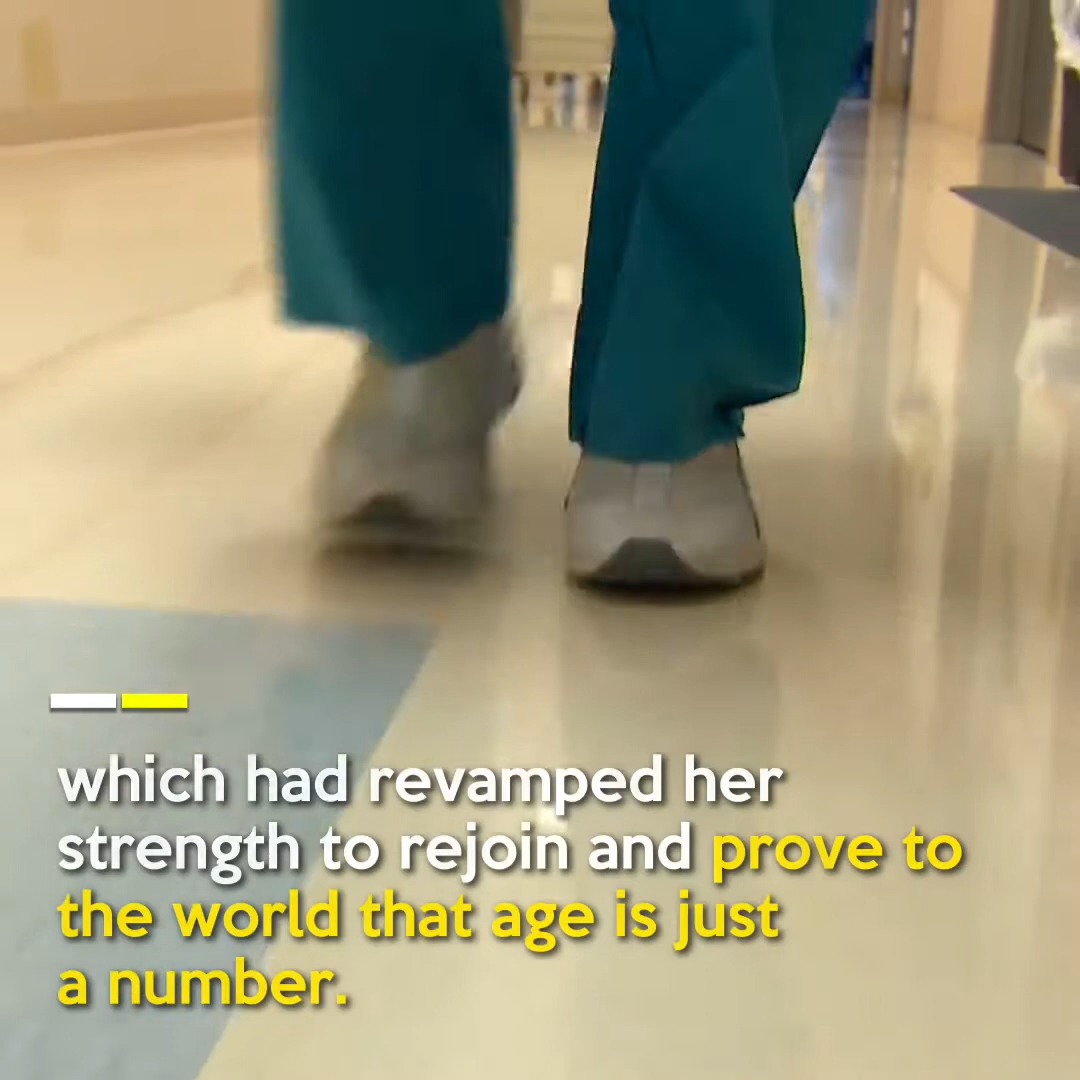 which had revamped her
strength to rejoin and prove to
the world that age is just
a number.